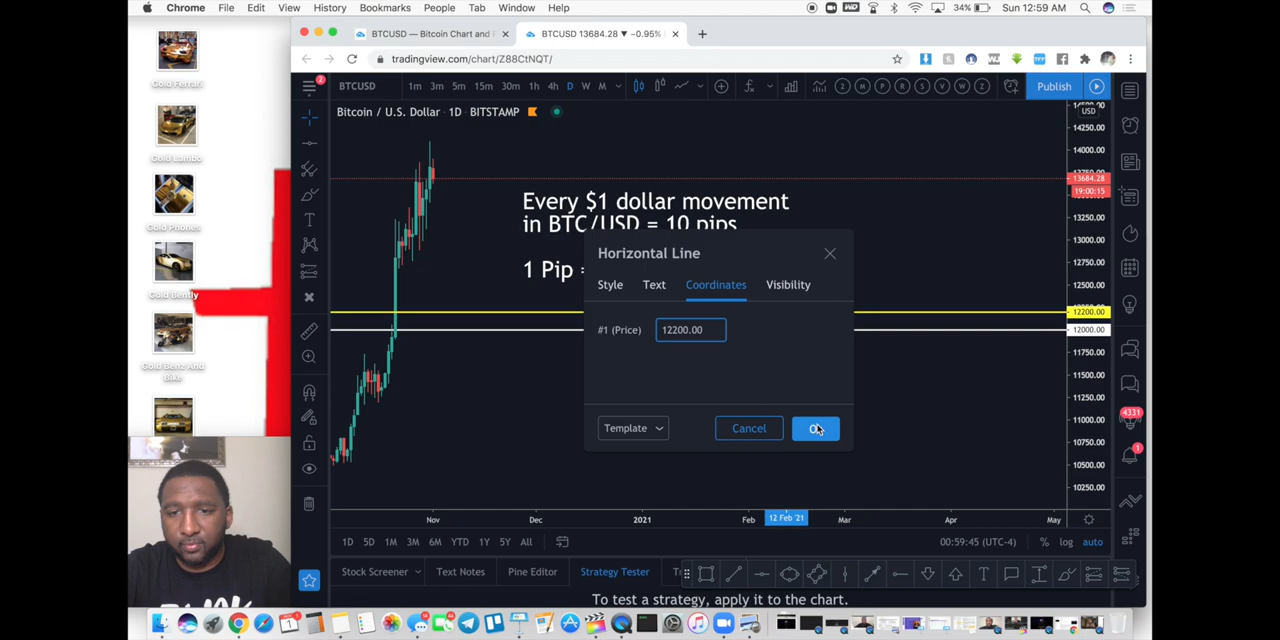 Chrome File Edit View History Bookmarks People Tab Window Help
34% Sun 12:59 AM
BTCUSD — Bitcoin Chart and P
BTCUSD 13684.28 ▼ −0.95%
tradingview.com/chart/Z88CtNQT/
Gold Ferrari
Gold Lambo
Gold Phones
Gold Bently
Gold Benz And
Bike
2
BTCUSD 1m 3m 5m 15m 30m 1h 4h D W M
2 M P R S V W Z
Publish
Bitcoin / U.S. Dollar · 1D · BITSTAMP
USD
14250.00
14000.00
13684.28
19:00:15
13250.00
13000.00
12750.00
12500.00
12200.00
12000.00
11750.00
11500.00
11250.00
11000.00
10750.00
10500.00
10250.00
Every $1 dollar movement
in BTC/USD = 10 pips
1 Pip =
Horizontal Line
Style Text Coordinates Visibility
#1 (Price) 12200.00
Template Cancel
4331
1
Nov Dec 2021 Feb 12 Feb '21 Mar Apr May
1D 5D 1M 3M 6M YTD 1Y 5Y All
00:59:45 (UTC-4) % log auto
Stock Screener Text Notes Pine Editor Strategy Tester
To test a strategy, apply it to the chart.